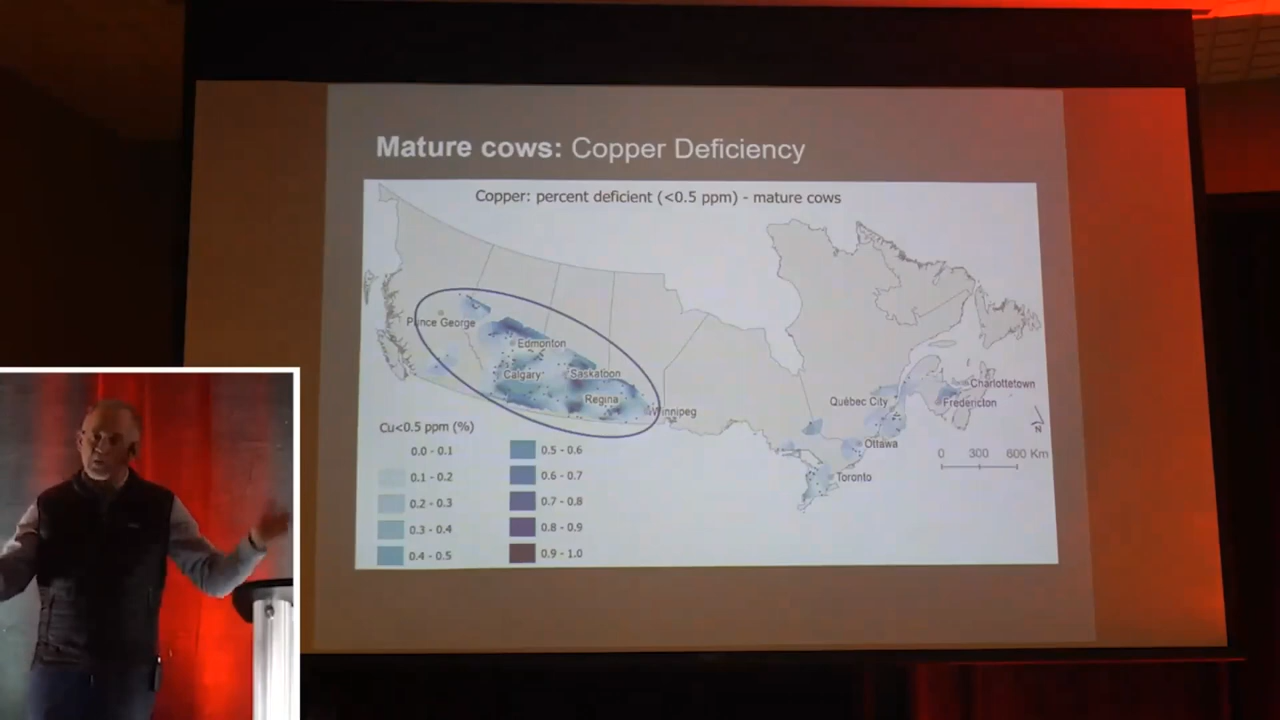 Mature cows: Copper Deficiency
Copper: percent deficient (<0.5 ppm) - mature cows
Prince George
Edmonton
Calgary
Saskatoon
Regina
Winnipeg
Charlottetown
Québec City
Fredericton
Ottawa
Toronto
N
0 300 600 Km
Cu<0.5 ppm (%)
0.0 - 0.1
0.1 - 0.2
0.2 - 0.3
0.3 - 0.4
0.4 - 0.5
0.5 - 0.6
0.6 - 0.7
0.7 - 0.8
0.8 - 0.9
0.9 - 1.0